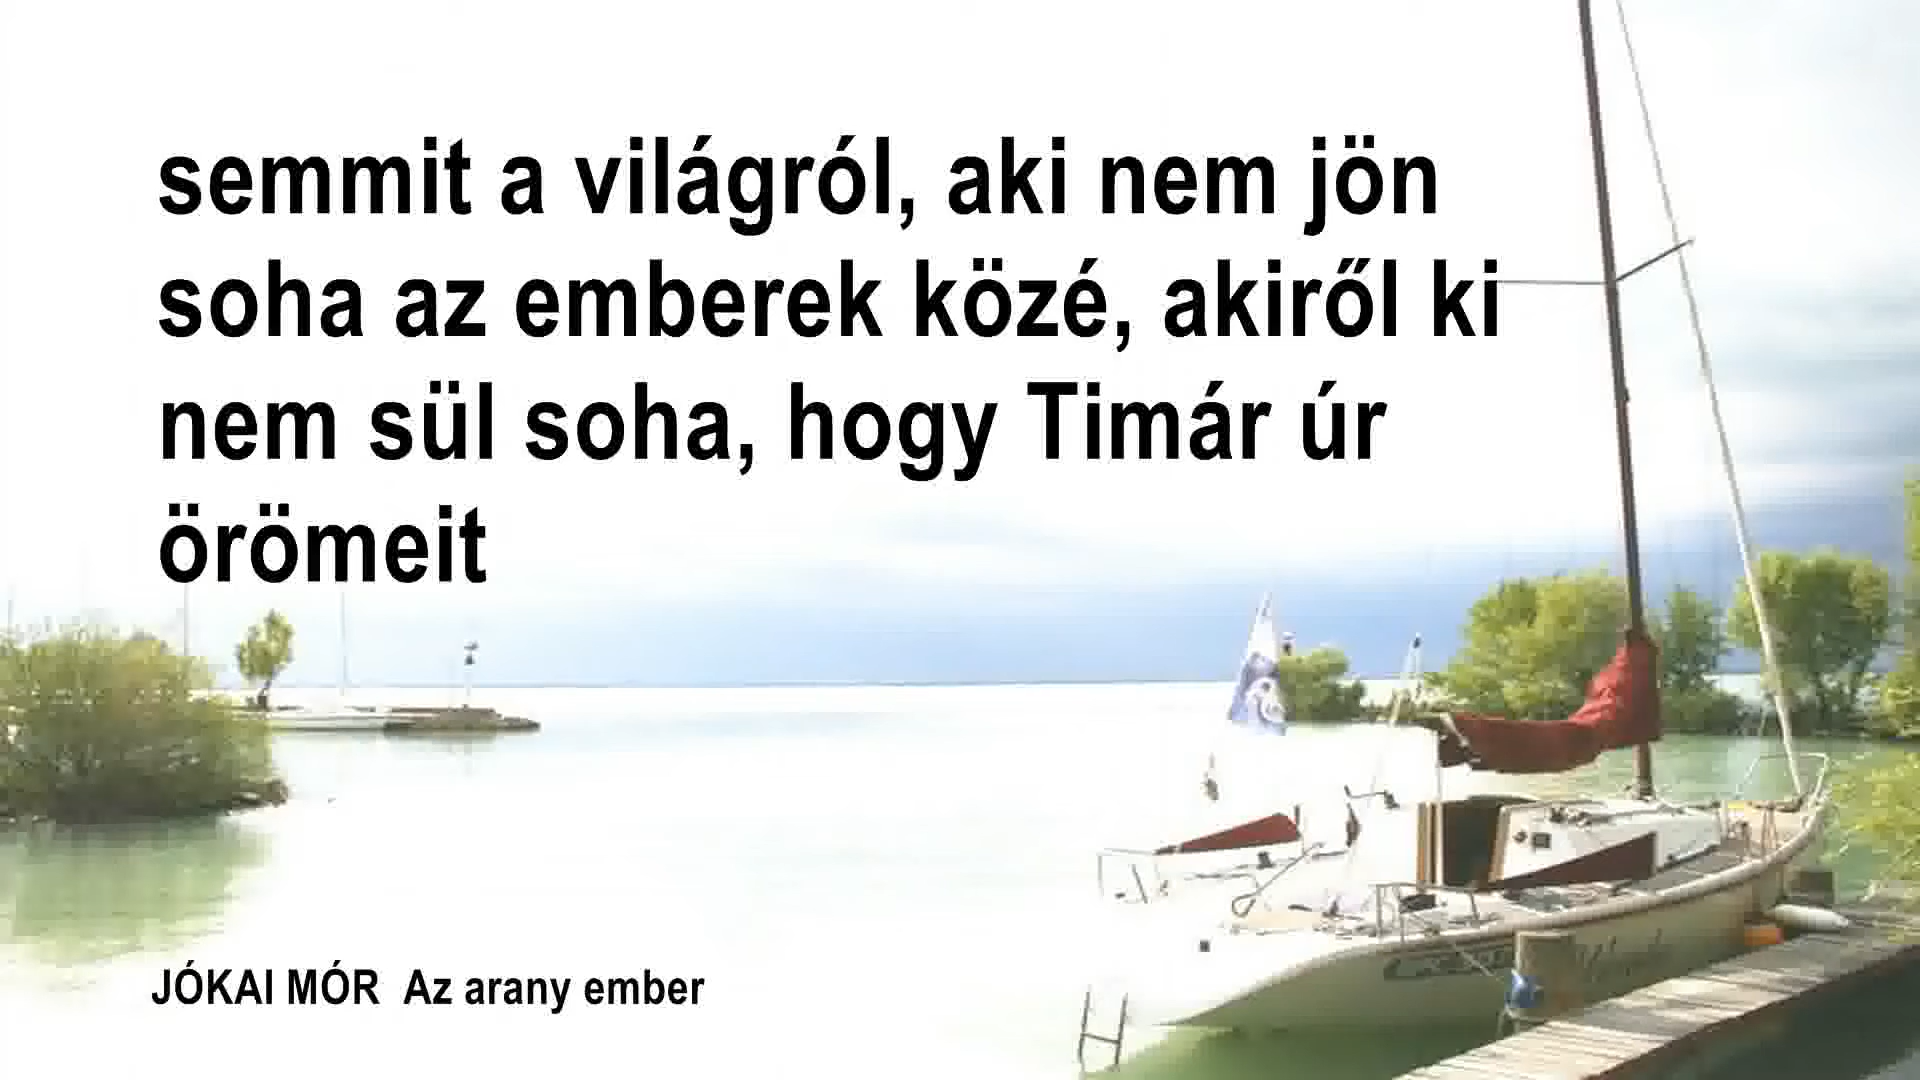 semmit a világról, aki nem jön
soha az emberek közé, akiről ki
nem sül soha, hogy Timár úr
örömeit
JÓKAI MÓR  Az arany ember